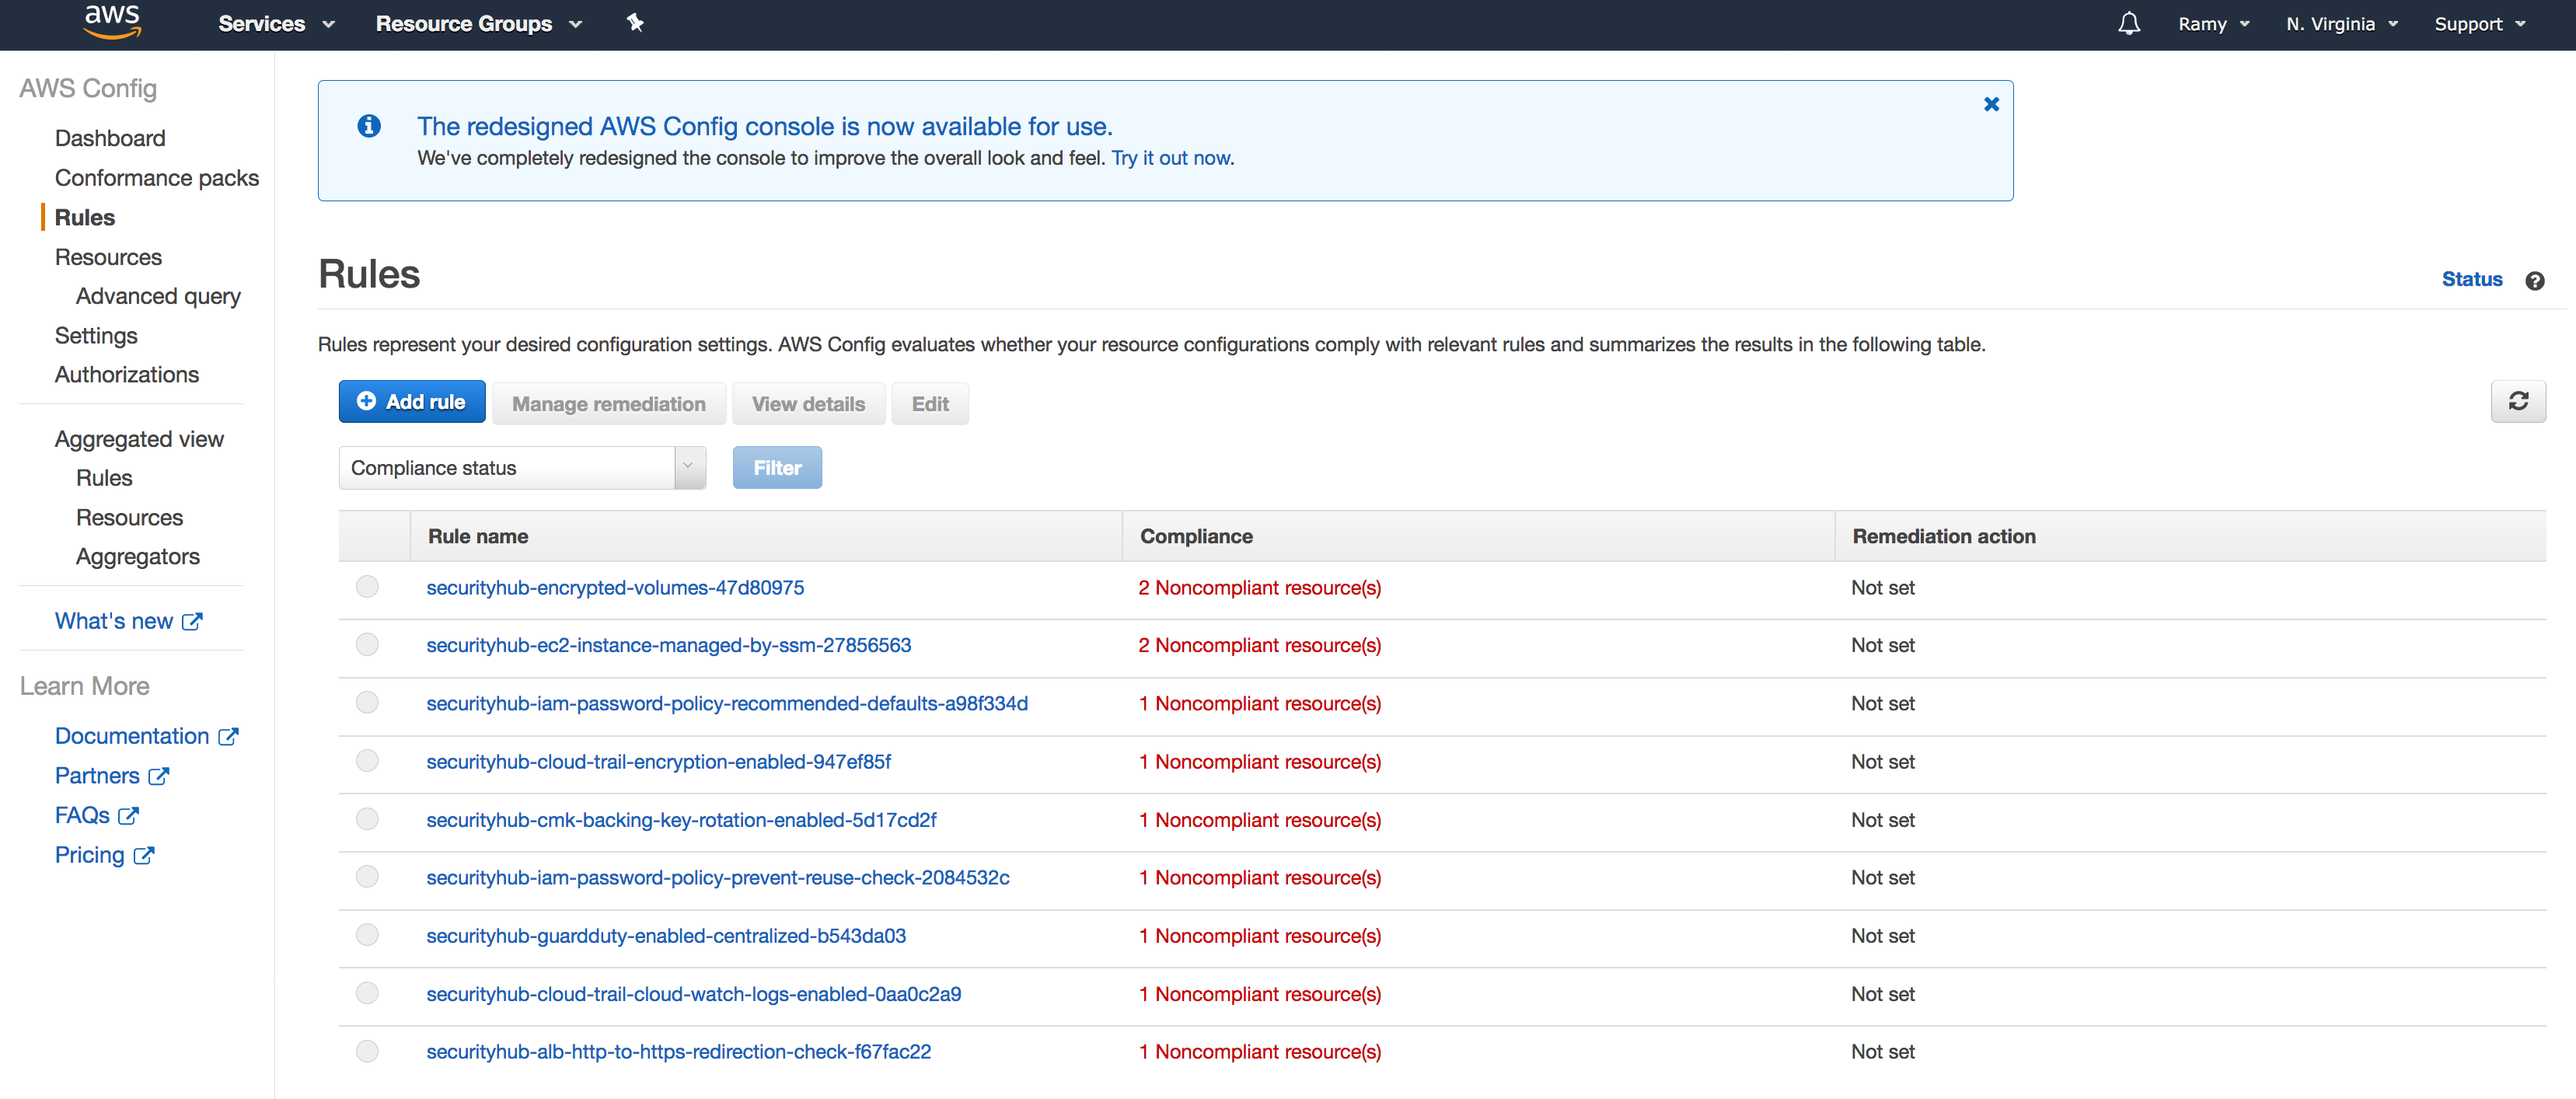 aws Services Resource Groups Ramy N. Virginia Support
AWS Config
Dashboard
Conformance packs
Rules
Resources
Advanced query
Settings
Authorizations
Aggregated view
Rules
Resources
Aggregators
What's new
Learn More
Documentation
Partners
FAQs
Pricing
The redesigned AWS Config console is now available for use.
We've completely redesigned the console to improve the overall look and feel. Try it out now.
Rules
Status
Rules represent your desired configuration settings. AWS Config evaluates whether your resource configurations comply with relevant rules and summarizes the results in the following table.
Add rule Manage remediation View details Edit
Compliance status Filter
Rule name Compliance Remediation action
securityhub-encrypted-volumes-47d80975 2 Noncompliant resource(s) Not set
securityhub-ec2-instance-managed-by-ssm-27856563 2 Noncompliant resource(s) Not set
securityhub-iam-password-policy-recommended-defaults-a98f334d 1 Noncompliant resource(s) Not set
securityhub-cloud-trail-encryption-enabled-947ef85f 1 Noncompliant resource(s) Not set
securityhub-cmk-backing-key-rotation-enabled-5d17cd2f 1 Noncompliant resource(s) Not set
securityhub-iam-password-policy-prevent-reuse-check-2084532c 1 Noncompliant resource(s) Not set
securityhub-guardduty-enabled-centralized-b543da03 1 Noncompliant resource(s) Not set
securityhub-cloud-trail-cloud-watch-logs-enabled-0aa0c2a9 1 Noncompliant resource(s) Not set
securityhub-alb-http-to-https-redirection-check-f67fac22 1 Noncompliant resource(s) Not set